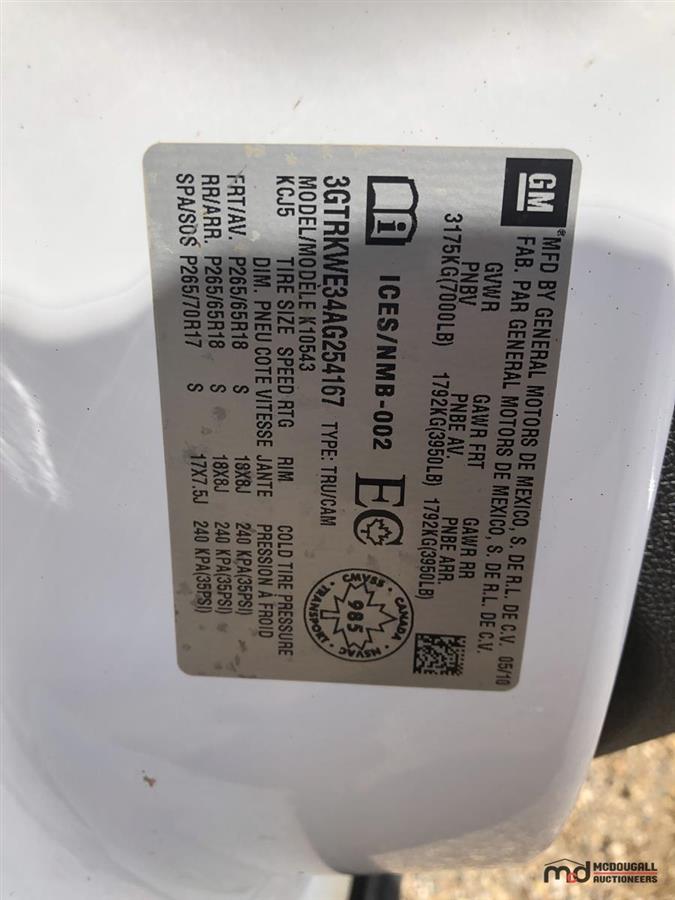 GM
MFD BY GENERAL MOTORS DE MEXICO, S. DE R.L. DE C.V. 05/10
FAB. PAR GENERAL MOTORS DE MEXICO, S. DE R.L. DE C.V.
GVWR GAWR FRT GAWR RR
PNBV PNBE AV. PNBE ARR.
3175KG(7000LB) 1792KG(3950LB) 1792KG(3950LB)
i ICES/NMB-002 EC
CMVSS · CANADA · NSVAC · TRANSPORT ·
985
3GTRKWE34AG254167 TYPE: TRU/CAM
MODEL/MODÈLE K10543
KCJ5 TIRE SIZE SPEED RTG RIM COLD TIRE PRESSURE
DIM. PNEU COTE VITESSE JANTE PRESSION À FROID
FRT/AV. P265/65R18 S 18X8J 240 KPA(35PSI)
RR/ARR. P265/65R18 S 18X8J 240 KPA(35PSI)
SPA/SOS P265/70R17 S 17X7.5J 240 KPA(35PSI)
md MCDOUGALL
AUCTIONEERS